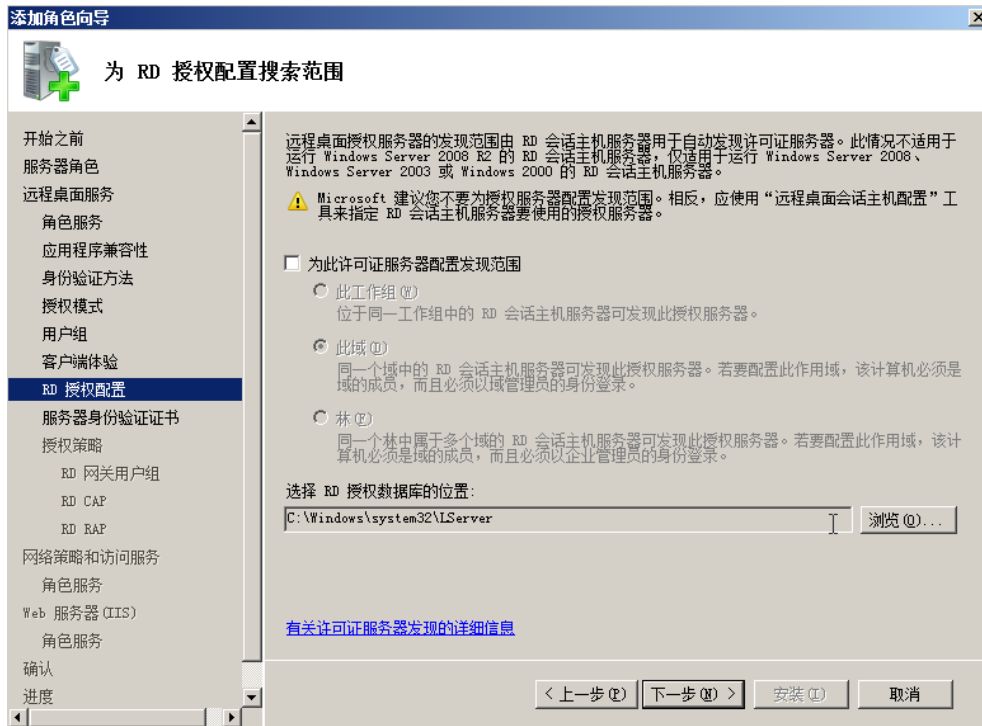 添加角色向导
为 RD 授权配置搜索范围
开始之前
服务器角色
远程桌面服务
角色服务
应用程序兼容性
身份验证方法
授权模式
用户组
客户端体验
RD 授权配置
服务器身份验证证书
授权策略
RD 网关用户组
RD CAP
RD RAP
网络策略和访问服务
角色服务
Web 服务器(IIS)
角色服务
确认
进度
远程桌面授权服务器的发现范围由 RD 会话主机服务器用于自动发现许可证服务器。此情况不适用于
运行 Windows Server 2008 R2 的 RD 会话主机服务器，仅适用于运行 Windows Server 2008、
Windows Server 2003 或 Windows 2000 的 RD 会话主机服务器。
Microsoft 建议您不要为授权服务器配置发现范围。相反，应使用“远程桌面会话主机配置”工
具来指定 RD 会话主机服务器要使用的授权服务器。
为此许可证服务器配置发现范围
此工作组(W)
位于同一工作组中的 RD 会话主机服务器可发现此授权服务器。
此域(D)
同一个域中的 RD 会话主机服务器可发现此授权服务器。若要配置此作用域，该计算机必须是
域的成员，而且必须以域管理员的身份登录。
林(F)
同一个林中属于多个域的 RD 会话主机服务器可发现此授权服务器。若要配置此作用域，该计
算机必须是域的成员，而且必须以企业管理员的身份登录。
选择 RD 授权数据库的位置:
C:\Windows\system32\LServer
浏览(O)...
有关许可证服务器发现的详细信息
< 上一步(P)
下一步(N) >
安装(I)
取消